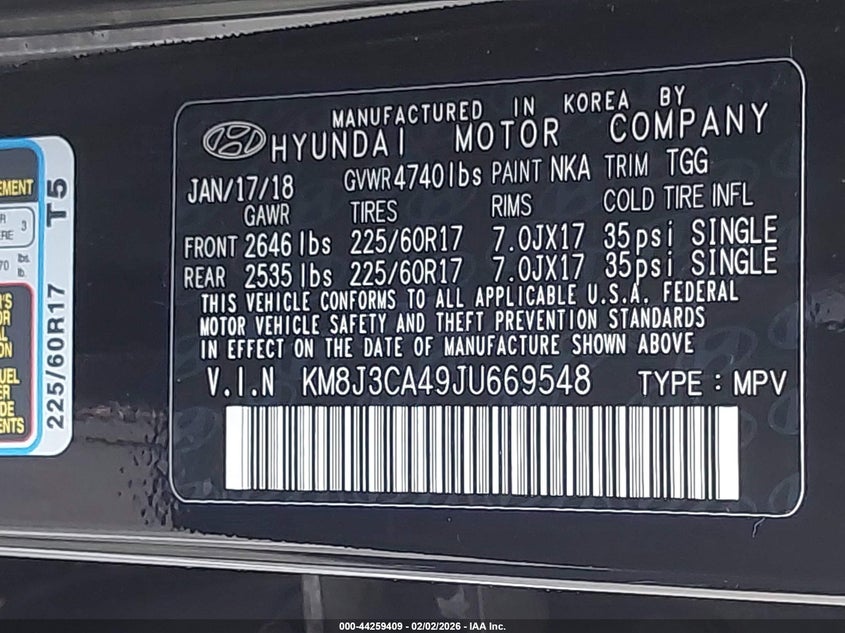 MANUFACTURED IN KOREA BY
HYUNDAI MOTOR COMPANY
JAN/17/18 GVWR 4740 lbs PAINT NKA TRIM TGG
GAWR TIRES RIMS COLD TIRE INFL
FRONT 2646 lbs 225/60R17 7.0JX17 35psi SINGLE
REAR 2535 lbs 225/60R17 7.0JX17 35psi SINGLE
THIS VEHICLE CONFORMS TO ALL APPLICABLE U.S.A. FEDERAL
MOTOR VEHICLE SAFETY AND THEFT PREVENTION STANDARDS
IN EFFECT ON THE DATE OF MANUFACTURE SHOWN ABOVE
V.I.N KM8J3CA49JU669548 TYPE : MPV
225/60R17 T5
3
lbs.
lb.
000-44259409 - 02/02/2026 - IAA Inc.